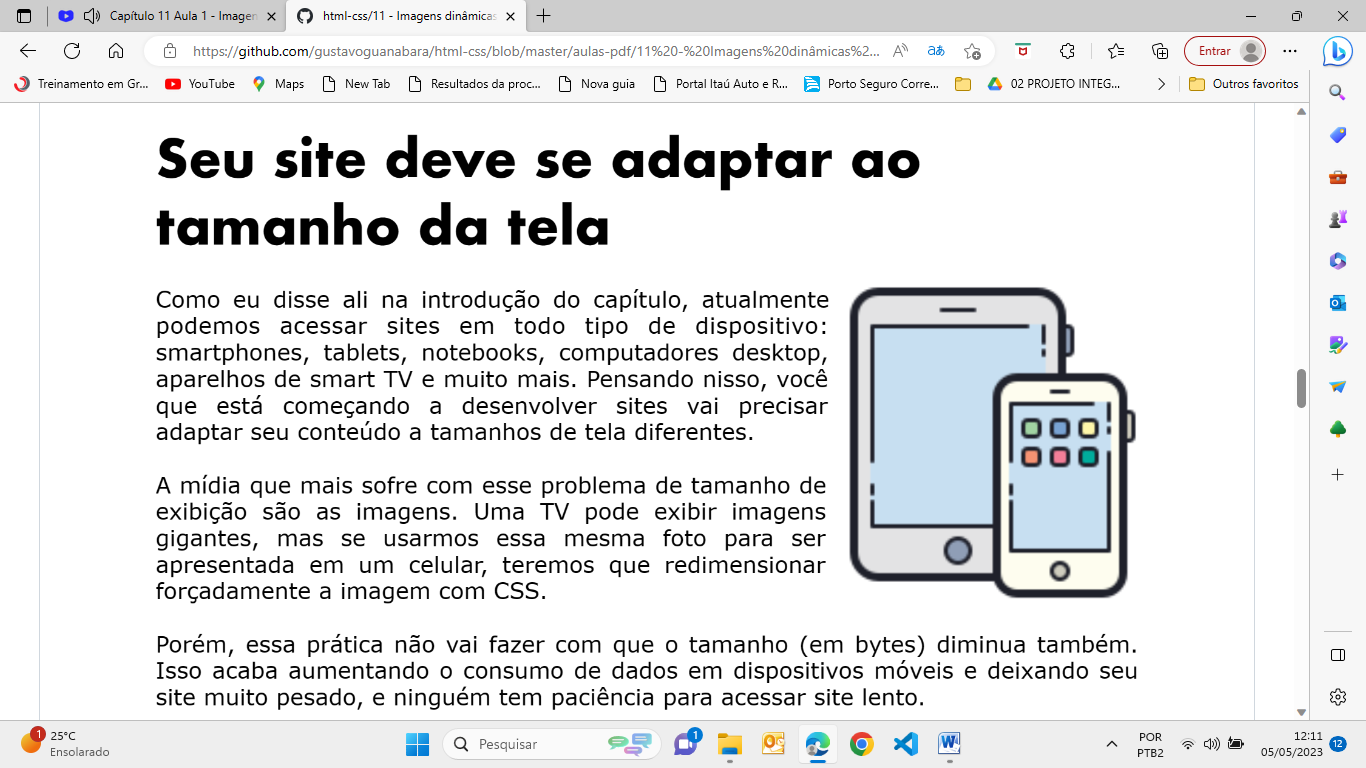 Capítulo 11 Aula 1 - Imagen
html-css/11 - Imagens dinâmicas
https://github.com/gustavoguanabara/html-css/blob/master/aulas-pdf/11%20-%20Imagens%20dinâmicas%2...
Entrar
Treinamento em Gr...
YouTube
Maps
New Tab
Resultados da proc...
Nova guia
Portal Itaú Auto e R...
Porto Seguro Corre...
02 PROJETO INTEG...
Outros favoritos
Seu site deve se adaptar ao
tamanho da tela
Como eu disse ali na introdução do capítulo, atualmente
podemos acessar sites em todo tipo de dispositivo:
smartphones, tablets, notebooks, computadores desktop,
aparelhos de smart TV e muito mais. Pensando nisso, você
que está começando a desenvolver sites vai precisar
adaptar seu conteúdo a tamanhos de tela diferentes.
A mídia que mais sofre com esse problema de tamanho de
exibição são as imagens. Uma TV pode exibir imagens
gigantes, mas se usarmos essa mesma foto para ser
apresentada em um celular, teremos que redimensionar
forçadamente a imagem com CSS.
Porém, essa prática não vai fazer com que o tamanho (em bytes) diminua também.
Isso acaba aumentando o consumo de dados em dispositivos móveis e deixando seu
site muito pesado, e ninguém tem paciência para acessar site lento.
1
25°C
Ensolarado
Pesquisar
1
POR
PTB2
12:11
05/05/2023
12